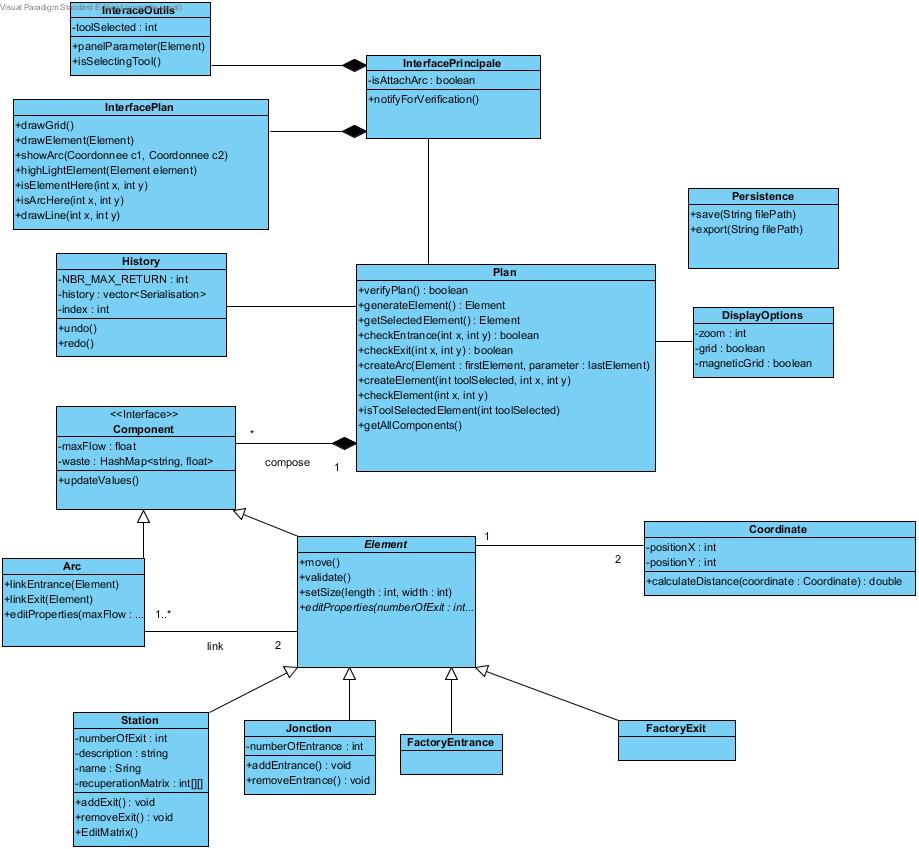 Visual Paradigm Standard Ed
InteraceOutils
-toolSelected : int
+panelParameter(Element)
+isSelectingTool()
InterfacePrincipale
-isAttachArc : boolean
+notifyForVerification()
InterfacePlan
+drawGrid()
+drawElement(Element)
+showArc(Coordonnee c1, Coordonnee c2)
+highLightElement(Element element)
+isElementHere(int x, int y)
+isArcHere(int x, int y)
+drawLine(int x, int y)
Persistence
+save(String filePath)
+export(String filePath)
History
-NBR_MAX_RETURN : int
-history : vector<Serialisation>
-index : int
+undo()
+redo()
Plan
+verifyPlan() : boolean
+generateElement() : Element
+getSelectedElement() : Element
+checkEntrance(int x, int y) : boolean
+checkExit(int x, int y) : boolean
+createArc(Element : firstElement, parameter : lastElement)
+createElement(int toolSelected, int x, int y)
+checkElement(int x, int y)
+isToolSelectedElement(int toolSelected)
+getAllComponents()
DisplayOptions
-zoom : int
-grid : boolean
-magneticGrid : boolean
<<Interface>>
Component
-maxFlow : float
-waste : HashMap<string, float>
+updateValues()
*
compose
1
Arc
+linkEntrance(Element)
+linkExit(Element)
+editProperties(maxFlow : ...
1..*
link
2
Element
+move()
+validate()
+setSize(length : int, width : int)
+editProperties(numberOfExit : int...
1
2
Coordinate
-positionX : int
-positionY : int
+calculateDistance(coordinate : Coordinate) : double
Station
-numberOfExit : int
-description : string
-name : Sring
-recuperationMatrix : int[][]
+addExit() : void
+removeExit() : void
+EditMatrix()
Jonction
-numberOfEntrance : int
+addEntrance() : void
+removeEntrance() : void
FactoryEntrance
FactoryExit